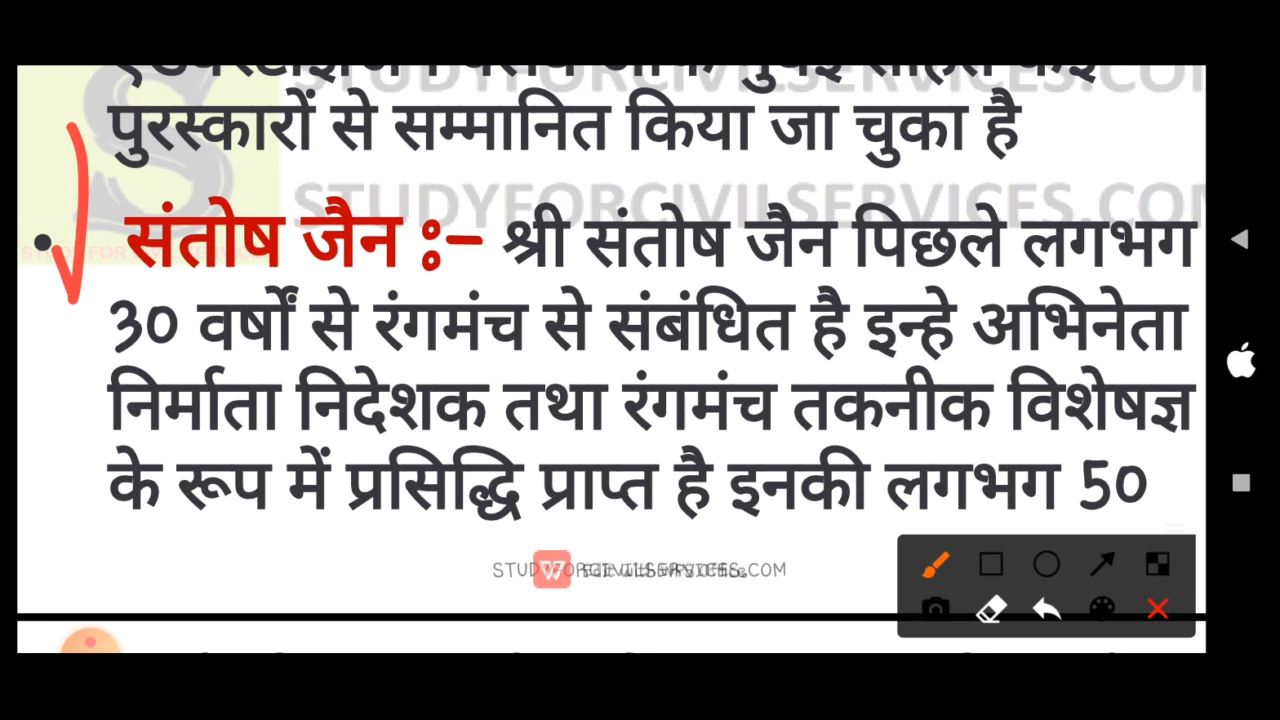 पुरस्कारों से सम्मानित किया जा चुका है
STUDYFORCIVILSERVICES.COM
संतोष जैन :- श्री संतोष जैन पिछले लगभग
30 वर्षों से रंगमंच से संबंधित है इन्हे अभिनेता
निर्माता निदेशक तथा रंगमंच तकनीक विशेषज्ञ
के रूप में प्रसिद्धि प्राप्त है इनकी लगभग 50